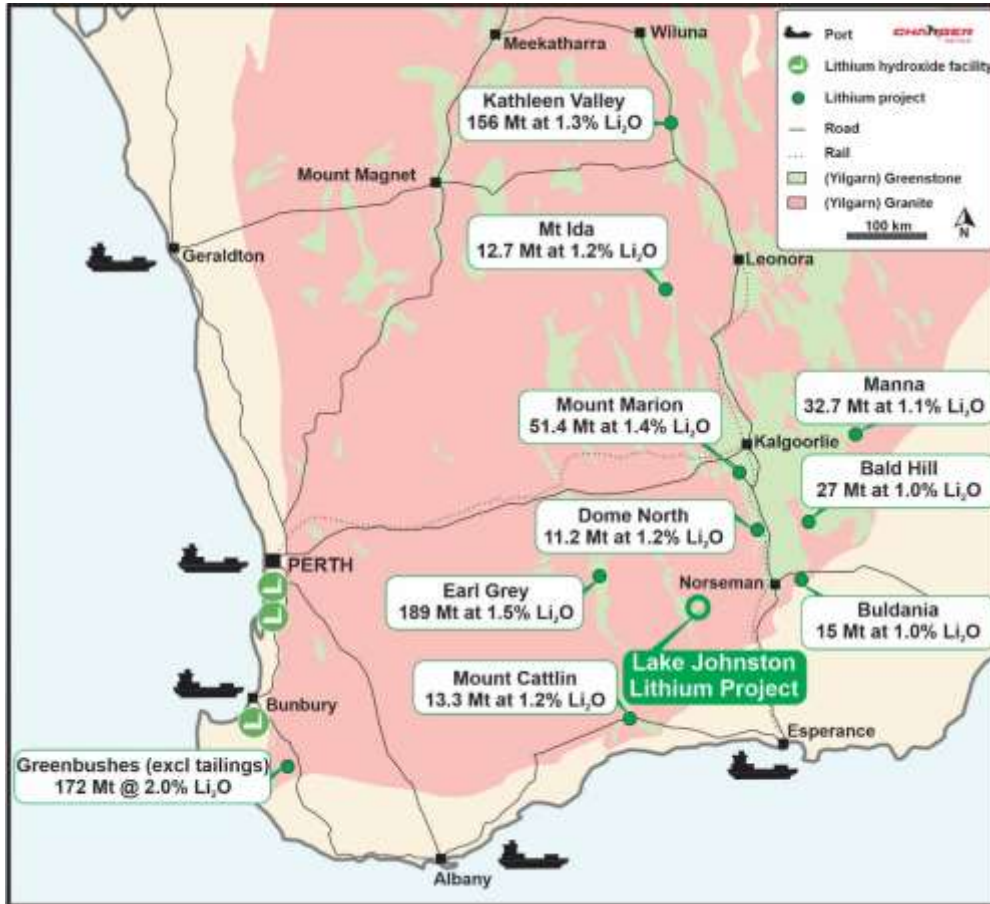 Meekatharra
Wiluna
Port
CHARGER
Lithium hydroxide facility
Lithium project
Road
Rail
(Yilgarn) Greenstone
(Yilgarn) Granite
100 km
N
Kathleen Valley
156 Mt at 1.3% Li₂O
Mount Magnet
Mt Ida
12.7 Mt at 1.2% Li₂O
Geraldton
Leonora
Manna
32.7 Mt at 1.1% Li₂O
Mount Marion
51.4 Mt at 1.4% Li₂O
Kalgoorlie
Bald Hill
27 Mt at 1.0% Li₂O
Dome North
11.2 Mt at 1.2% Li₂O
PERTH
L
L
Earl Grey
189 Mt at 1.5% Li₂O
Norseman
Buldania
15 Mt at 1.0% Li₂O
Lake Johnston
Lithium Project
Mount Cattlin
13.3 Mt at 1.2% Li₂O
Bunbury
L
Esperance
Greenbushes (excl tailings)
172 Mt @ 2.0% Li₂O
Albany